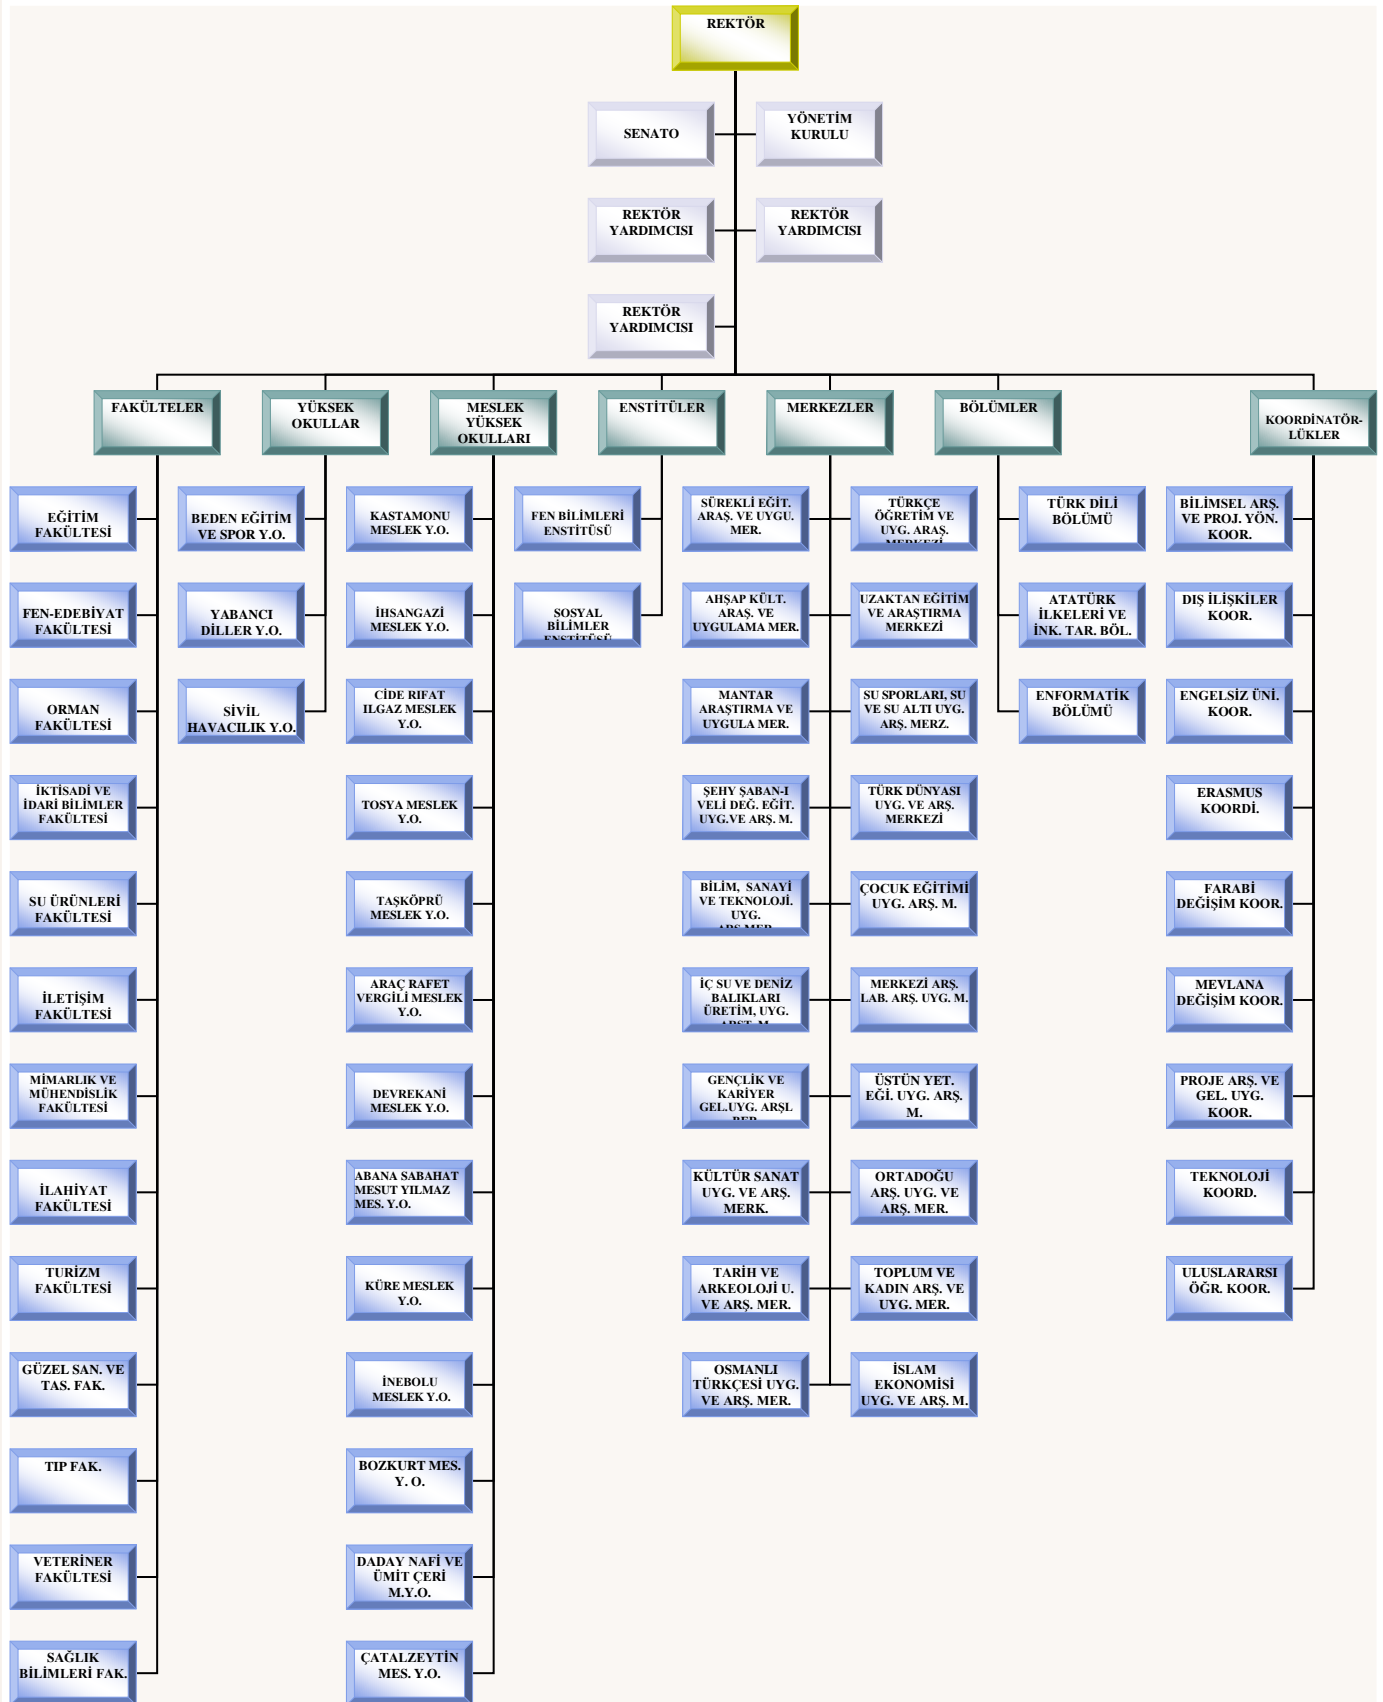 REKTÖR
SENATO
YÖNETİM
KURULU
REKTÖR
YARDIMCISI
REKTÖR
YARDIMCISI
REKTÖR
YARDIMCISI
FAKÜLTELER
YÜKSEK
OKULLAR
MESLEK
YÜKSEK
OKULLARI
ENSTİTÜLER
MERKEZLER
BÖLÜMLER
KOORDİNATÖR-
LÜKLER
EĞİTİM
FAKÜLTESİ
FEN-EDEBİYAT
FAKÜLTESİ
ORMAN
FAKÜLTESİ
İKTİSADİ VE
İDARİ BİLİMLER
FAKÜLTESİ
SU ÜRÜNLERİ
FAKÜLTESİ
İLETİŞİM
FAKÜLTESİ
MİMARLIK VE
MÜHENDİSLİK
FAKÜLTESİ
İLAHİYAT
FAKÜLTESİ
TURİZM
FAKÜLTESİ
GÜZEL SAN. VE
TAS. FAK.
TIP FAK.
VETERİNER
FAKÜLTESİ
SAĞLIK
BİLİMLERİ FAK.
BEDEN EĞİTİM
VE SPOR Y.O.
YABANCI
DİLLER Y.O.
SİVİL
HAVACILIK Y.O.
KASTAMONU
MESLEK Y.O.
İHSANGAZİ
MESLEK Y.O.
CİDE RIFAT
ILGAZ MESLEK
Y.O.
TOSYA MESLEK
Y.O.
TAŞKÖPRÜ
MESLEK Y.O.
ARAÇ RAFET
VERGİLİ MESLEK
Y.O.
DEVREKANİ
MESLEK Y.O.
ABANA SABAHAT
MESUT YILMAZ
MES. Y.O.
KÜRE MESLEK
Y.O.
İNEBOLU
MESLEK Y.O.
BOZKURT MES.
Y. O.
DADAY NAFİ VE
ÜMİT ÇERİ
M.Y.O.
ÇATALZEYTİN
MES. Y.O.
FEN BİLİMLERİ
ENSTİTÜSÜ
SOSYAL
BİLİMLER
ENSTİTÜSÜ
SÜREKLİ EĞİT.
ARAŞ. VE UYGU.
MER.
AHŞAP KÜLT.
ARAŞ. VE
UYGULAMA MER.
MANTAR
ARAŞTIRMA VE
UYGULA MER.
ŞEHY ŞABAN-I
VELİ DEĞ. EĞİT.
UYG.VE ARŞ. M.
BİLİM, SANAYİ
VE TEKNOLOJİ.
UYG.
ARŞ.MER.
İÇ SU VE DENİZ
BALIKLARI
ÜRETİM, UYG.
ARŞT. M.
GENÇLİK VE
KARİYER
GEL.UYG. ARŞL
KÜLTÜR SANAT
UYG. VE ARŞ.
MERK.
TARİH VE
ARKEOLOJİ U.
VE ARŞ. MER.
OSMANLI
TÜRKÇESİ UYG.
VE ARŞ. MER.
TÜRKÇE
ÖĞRETİM VE
UYG. ARAŞ.
MERKEZİ
UZAKTAN EĞİTİM
VE ARAŞTIRMA
MERKEZİ
SU SPORLARI, SU
VE SU ALTI UYG.
ARŞ. MERZ.
TÜRK DÜNYASI
UYG. VE ARŞ.
MERKEZİ
ÇOCUK EĞİTİMİ
UYG. ARŞ. M.
MERKEZİ ARŞ.
LAB. ARŞ. UYG. M.
ÜSTÜN YET.
EĞİ. UYG. ARŞ.
M.
ORTADOĞU
ARŞ. UYG. VE
ARŞ. MER.
TOPLUM VE
KADIN ARŞ. VE
UYG. MER.
İSLAM
EKONOMİSİ
UYG. VE ARŞ. M.
TÜRK DİLİ
BÖLÜMÜ
ATATÜRK
İLKELERİ VE
İNK. TAR. BÖL.
ENFORMATİK
BÖLÜMÜ
BİLİMSEL ARŞ.
VE PROJ. YÖN.
KOOR.
DIŞ İLİŞKİLER
KOOR.
ENGELSİZ ÜNİ.
KOOR.
ERASMUS
KOORDİ.
FARABİ
DEĞİŞİM KOOR.
MEVLANA
DEĞİŞİM KOOR.
PROJE ARŞ. VE
GEL. UYG.
KOOR.
TEKNOLOJİ
KOORD.
ULUSLARARSI
ÖĞR. KOOR.